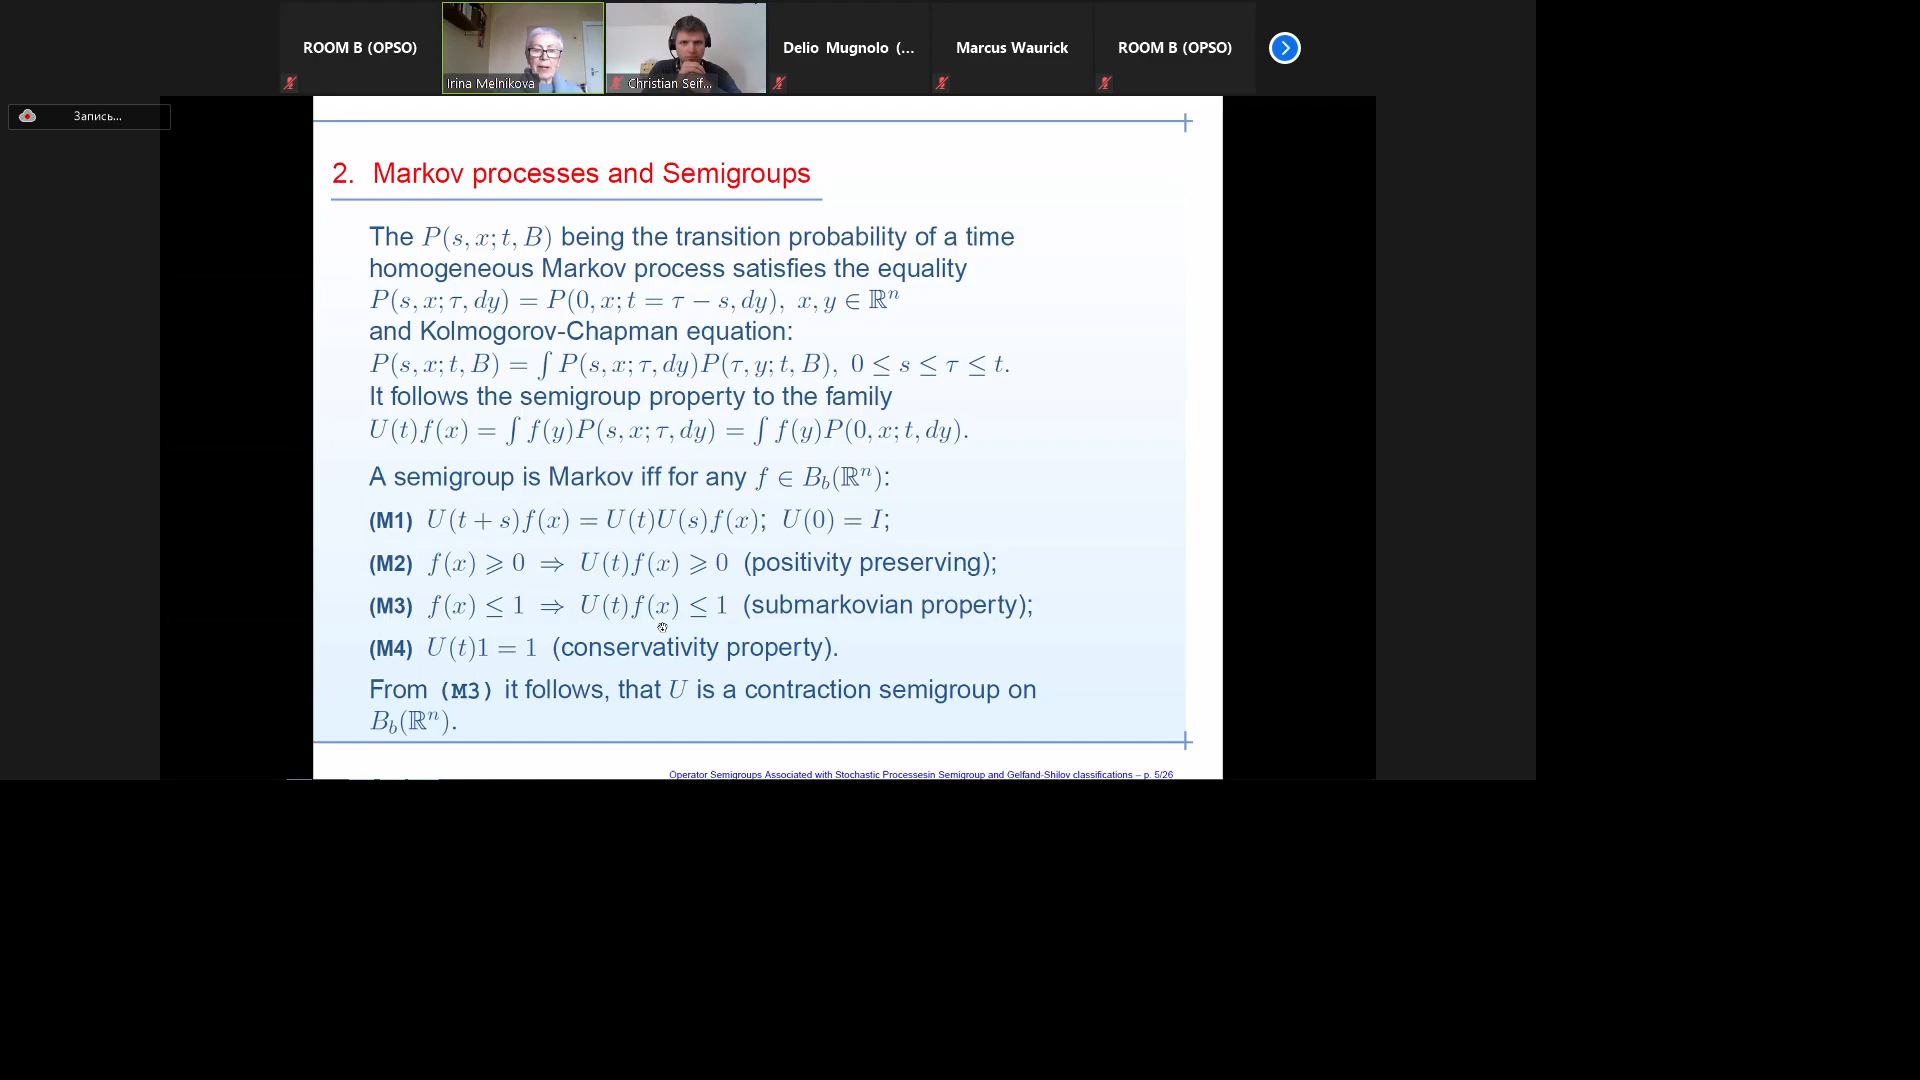 ROOM B (OPSO)
Irina Melnikova
Christian Seif...
Delio Mugnolo (...
Marcus Waurick
ROOM B (OPSO)
Запись...
2. Markov processes and Semigroups
The P(s, x; t, B) being the transition probability of a time
homogeneous Markov process satisfies the equality
P(s, x; τ, dy) = P(0, x; t = τ − s, dy), x, y ∈ ℝⁿ
and Kolmogorov-Chapman equation:
P(s, x; t, B) = ∫ P(s, x; τ, dy)P(τ, y; t, B), 0 ≤ s ≤ τ ≤ t.
It follows the semigroup property to the family
U(t)f(x) = ∫ f(y)P(s, x; τ, dy) = ∫ f(y)P(0, x; t, dy).
A semigroup is Markov iff for any f ∈ B_b(ℝⁿ):
(M1) U(t + s)f(x) = U(t)U(s)f(x); U(0) = I;
(M2) f(x) ⩾ 0 ⇒ U(t)f(x) ⩾ 0 (positivity preserving);
(M3) f(x) ≤ 1 ⇒ U(t)f(x) ≤ 1 (submarkovian property);
(M4) U(t)1 = 1 (conservativity property).
From (M3) it follows, that U is a contraction semigroup on
B_b(ℝⁿ).
Operator Semigroups Associated with Stochastic Processesin Semigroup and Gelfand-Shilov classifications – p. 5/26